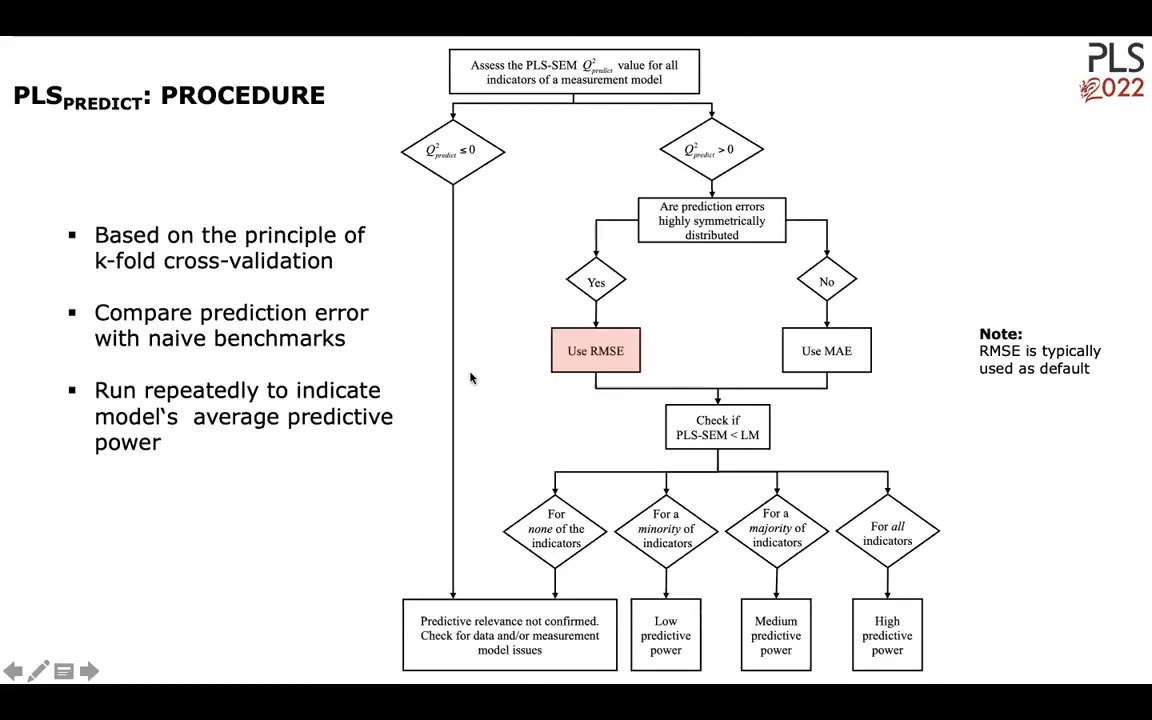 PLS
2022
PLSPREDICT: PROCEDURE
▪ Based on the principle of
k-fold cross-validation
▪ Compare prediction error
with naive benchmarks
▪ Run repeatedly to indicate
model‘s  average predictive
power
Assess the PLS-SEM Q²predict value for all
indicators of a measurement model
Q²predict ≤ 0
Q²predict > 0
Are prediction errors
highly symmetrically
distributed
Yes
No
Use RMSE
Use MAE
Note:
RMSE is typically
used as default
Check if
PLS-SEM < LM
For
none of the
indicators
For a
minority of
indicators
For a
majority of
indicators
For all
indicators
Predictive relevance not confirmed.
Check for data and/or measurement
model issues
Low
predictive
power
Medium
predictive
power
High
predictive
power